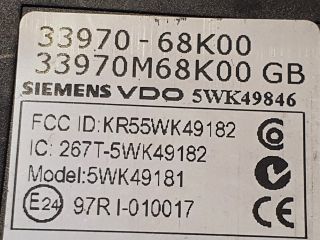 33970-68K00
33970M68K00 GB
SIEMENS VDO 5WK49846
FCC ID:KR55WK49182
IC: 267T-5WK49182
Model:5WK49181
E24 97R I-010017